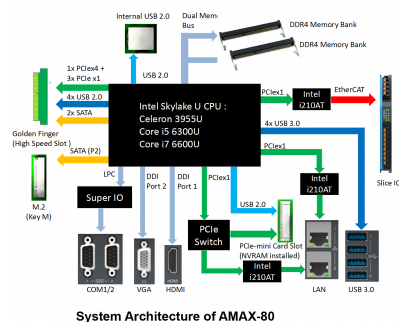 Internal USB 2.0
Dual Mem-
Bus
DDR4 Memory Bank
DDR4 Memory Bank
USB 2.0
1x PCIex4 +
3x PCIe x1
4x USB 2.0
2x SATA
Golden Finger
(High Speed Slot )
SATA (P2)
M.2
(Key M)
Intel Skylake U CPU :
Celeron 3955U
Core i5 6300U
Core i7 6600U
PCIex1
Intel
i210AT
EtherCAT
4x USB 3.0
PCIex1
Slice IO
LPC
DDI
Port 2
DDI
Port 1
PCIex1
Super IO
USB 2.0
Intel
i210AT
PCIe
Switch
PCIe-mini Card Slot
(NVRAM installed)
Intel
i210AT
COM1/2
VGA
HDMI
LAN
USB 3.0
System Architecture of AMAX-80